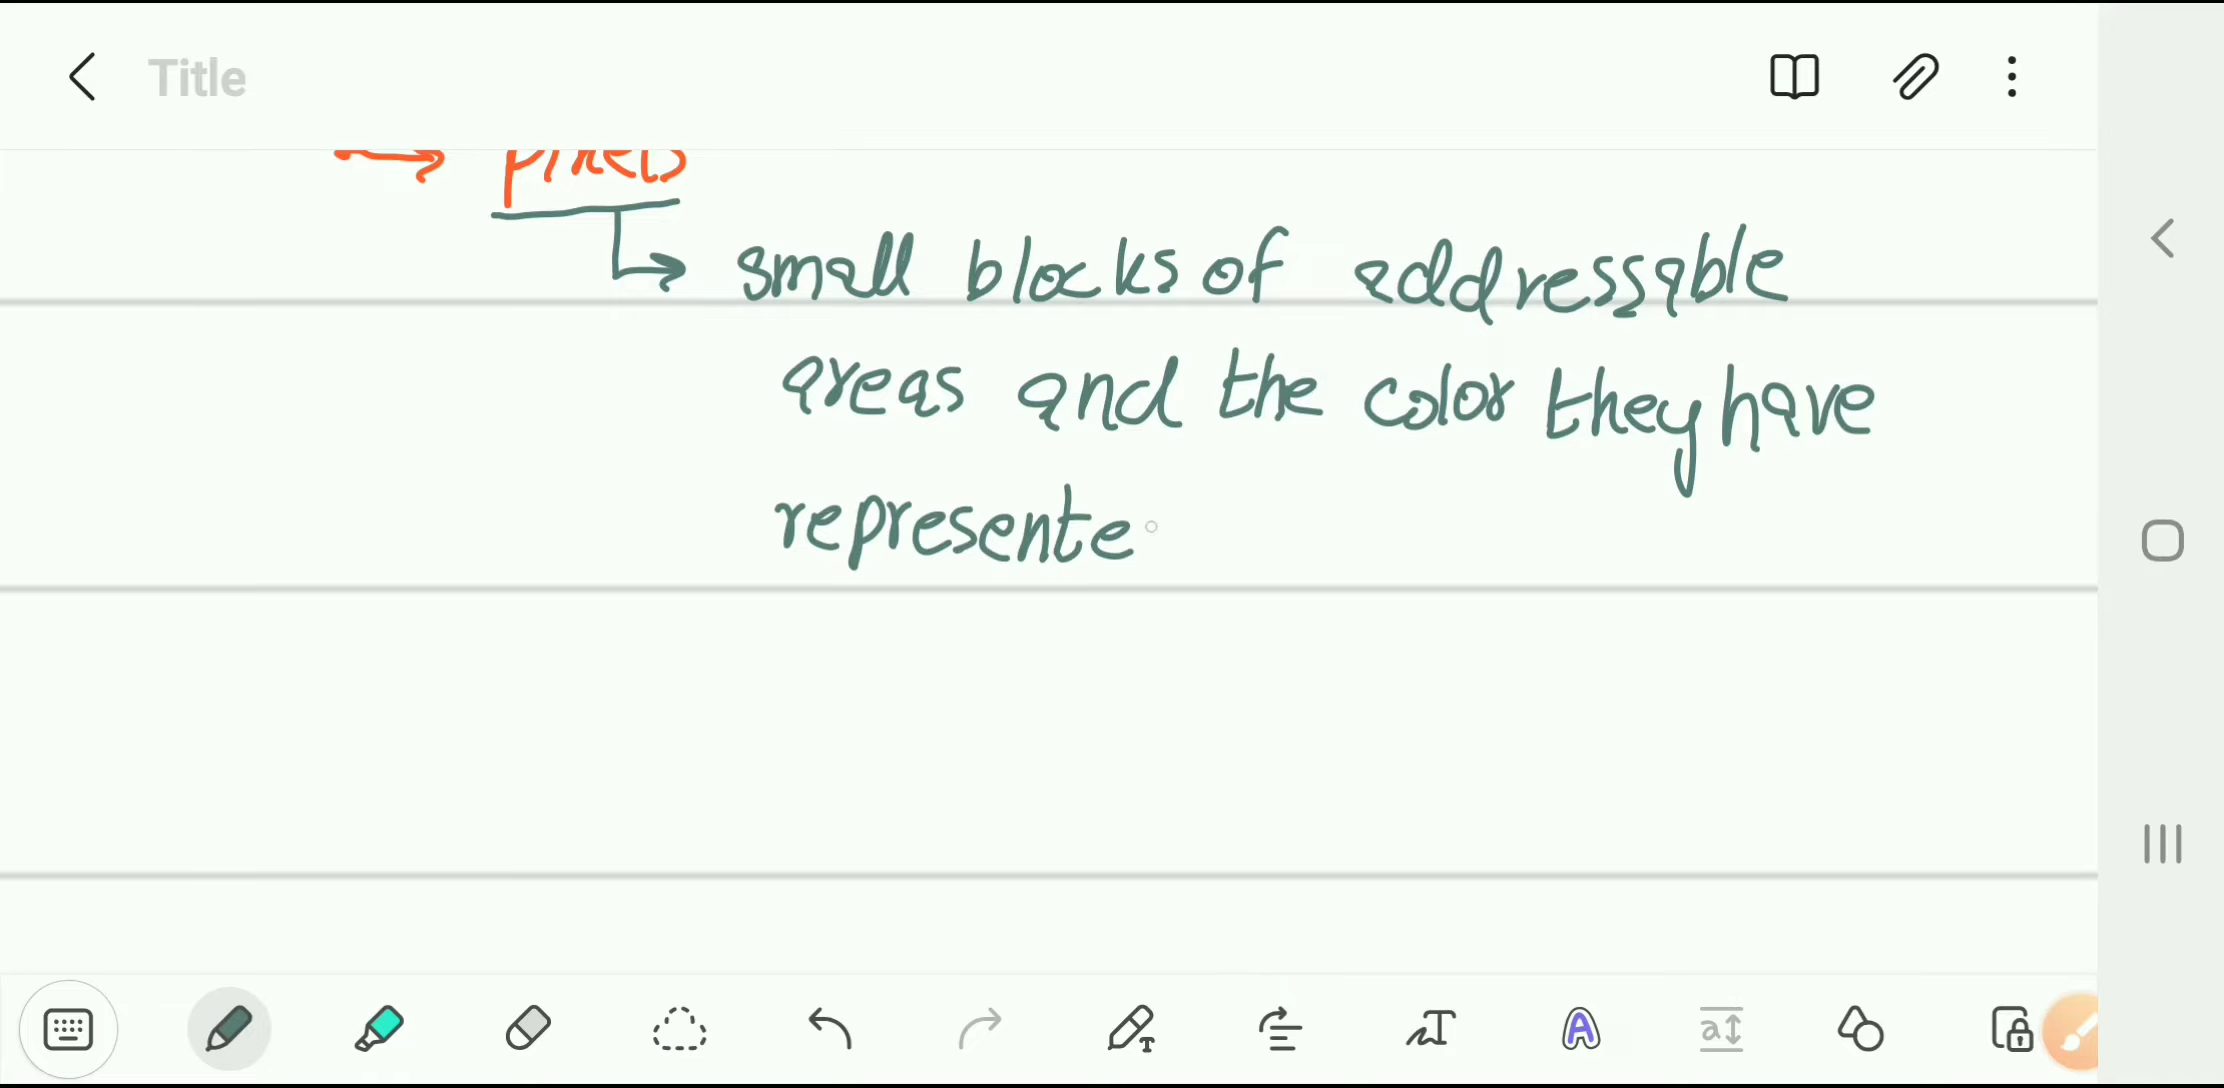 Title
pixels
small blocks of addressable
areas and the color they have
represente
T
T
A
a